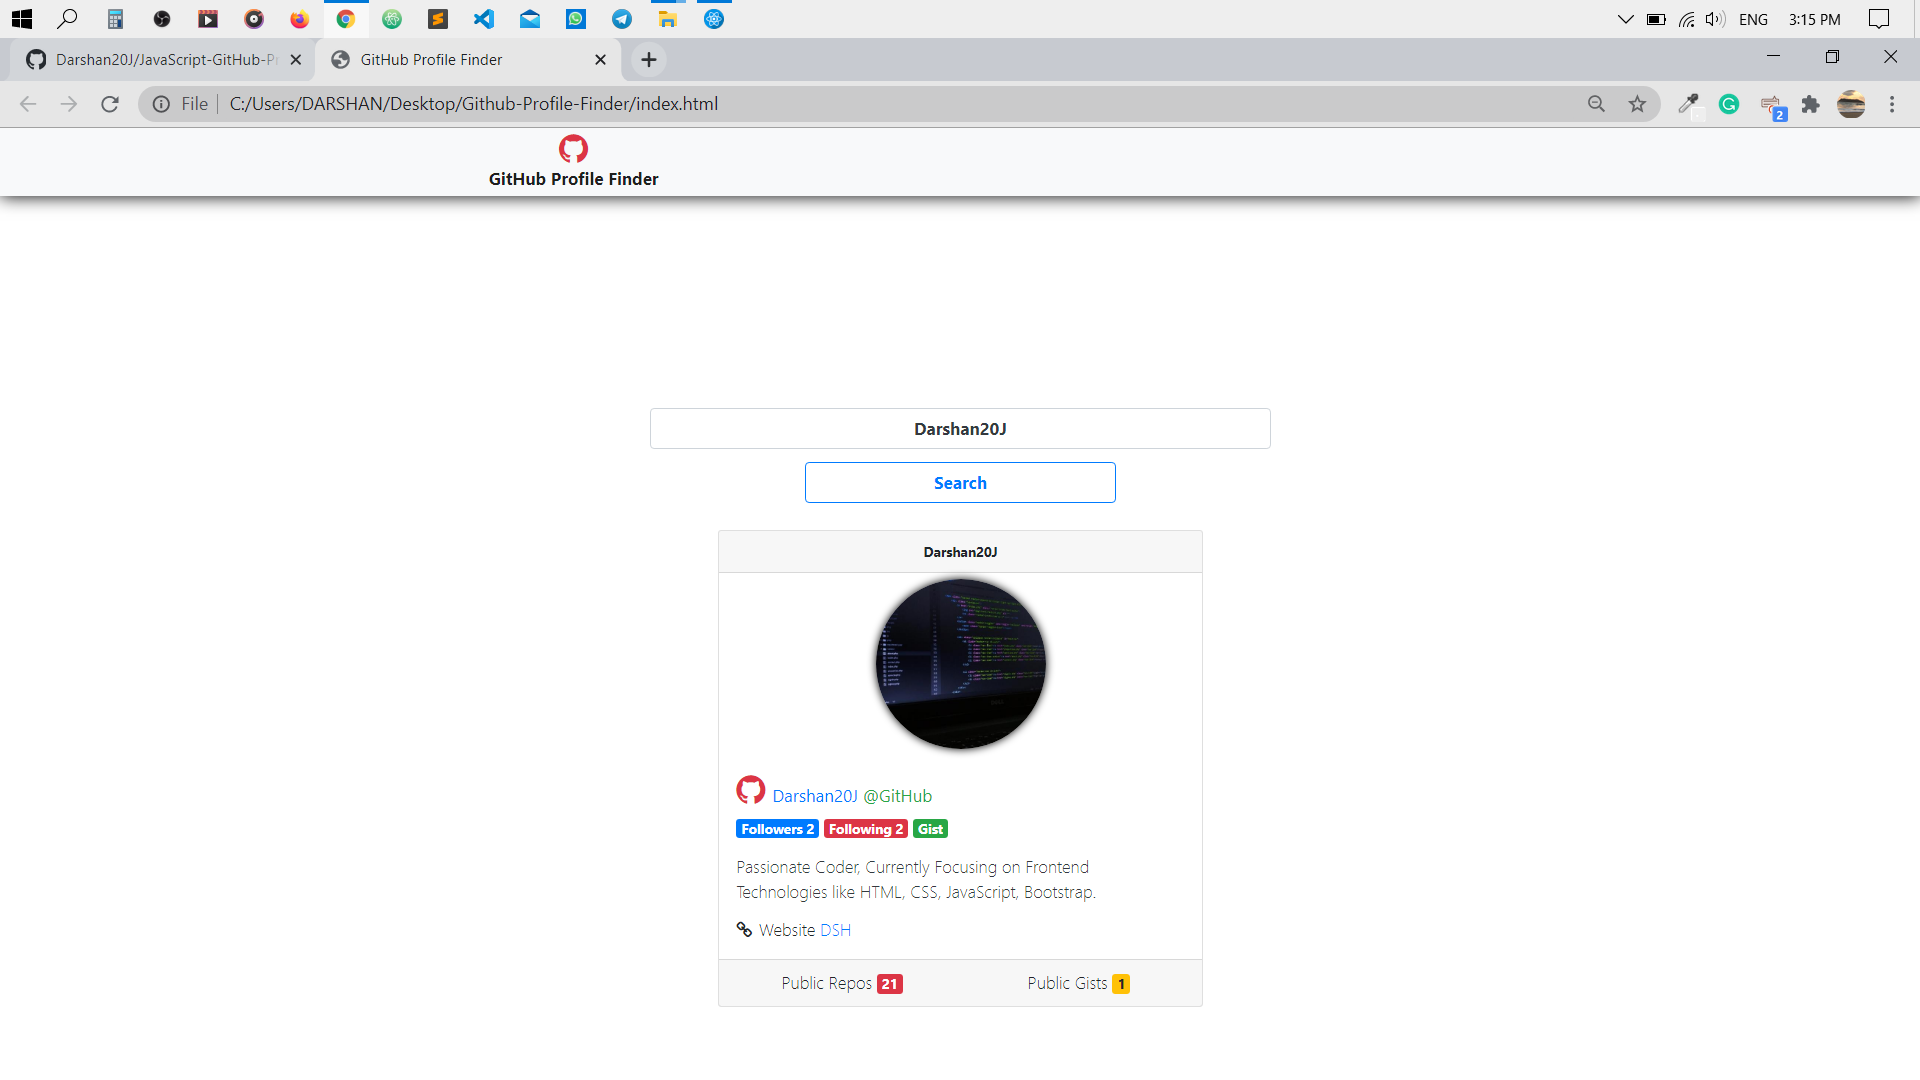 ENG 3:15 PM
Darshan20J/JavaScript-GitHub-Pr
GitHub Profile Finder
File C:/Users/DARSHAN/Desktop/Github-Profile-Finder/index.html
2
GitHub Profile Finder
Darshan20J
Search
Darshan20J
Darshan20J @GitHub
Followers 2 Following 2 Gist
Passionate Coder, Currently Focusing on Frontend
Technologies like HTML, CSS, JavaScript, Bootstrap.
Website DSH
Public Repos 21 Public Gists 1